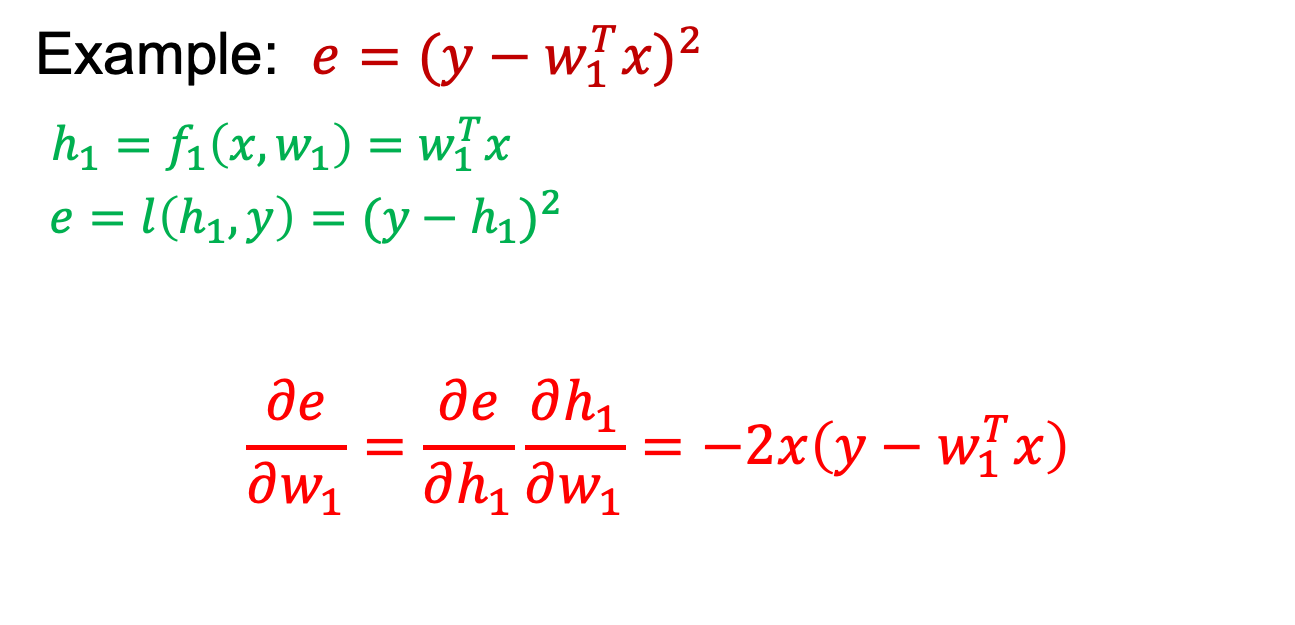 Example: e = (y − w₁ᵀx)²
h₁ = f₁(x, w₁) = w₁ᵀx
e = l(h₁, y) = (y − h₁)²
∂e/∂w₁ = ∂e/∂h₁ ∂h₁/∂w₁ = −2x(y − w₁ᵀx)